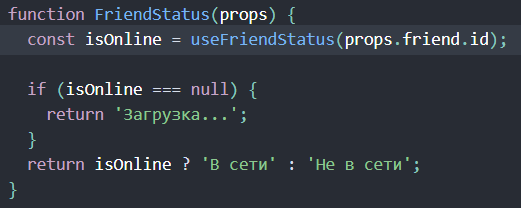 function FriendStatus(props) {
  const isOnline = useFriendStatus(props.friend.id);
  if (isOnline === null) {
    return 'Загрузка...';
  }
  return isOnline ? 'В сети' : 'Не в сети';
}